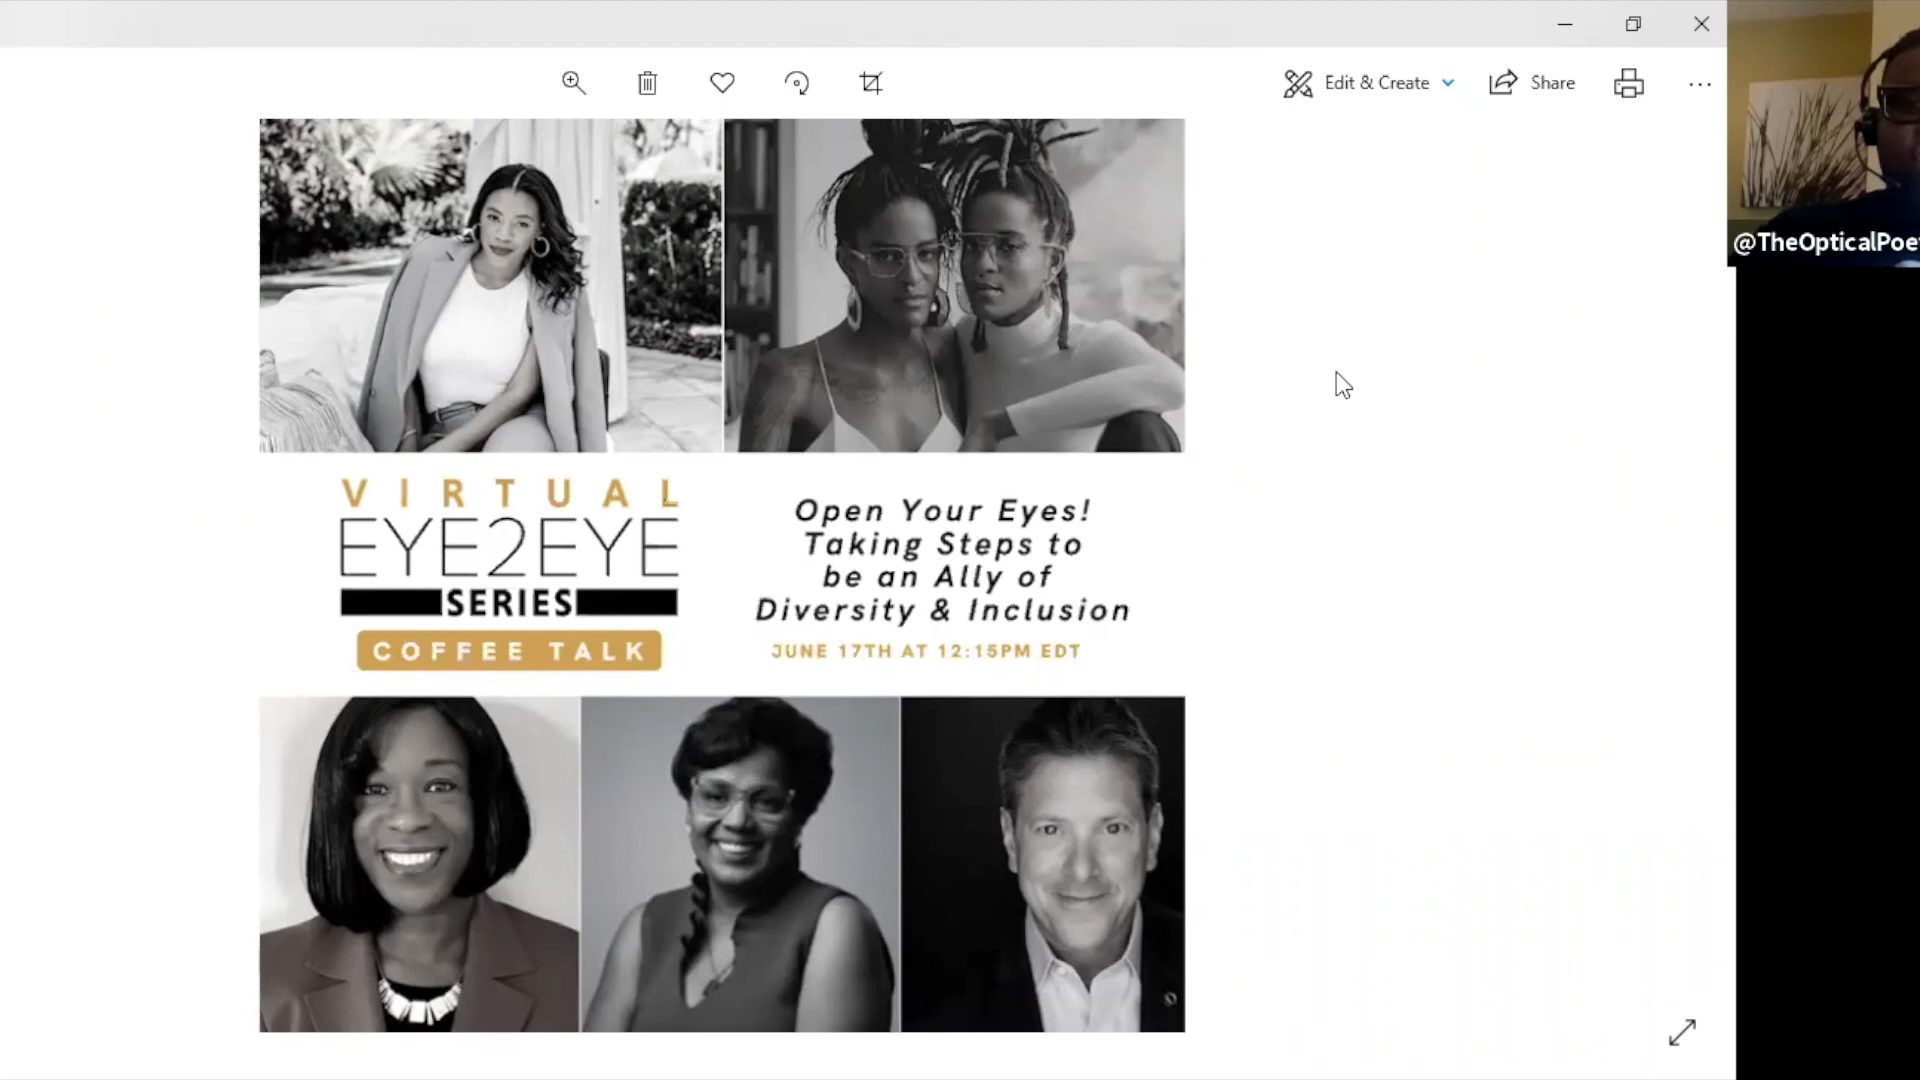 Edit & Create
Share
@TheOpticalPoe
VIRTUAL
EYE2EYE
SERIES
COFFEE TALK
Open Your Eyes!
Taking Steps to
be an Ally of
Diversity & Inclusion
JUNE 17TH AT 12:15PM EDT